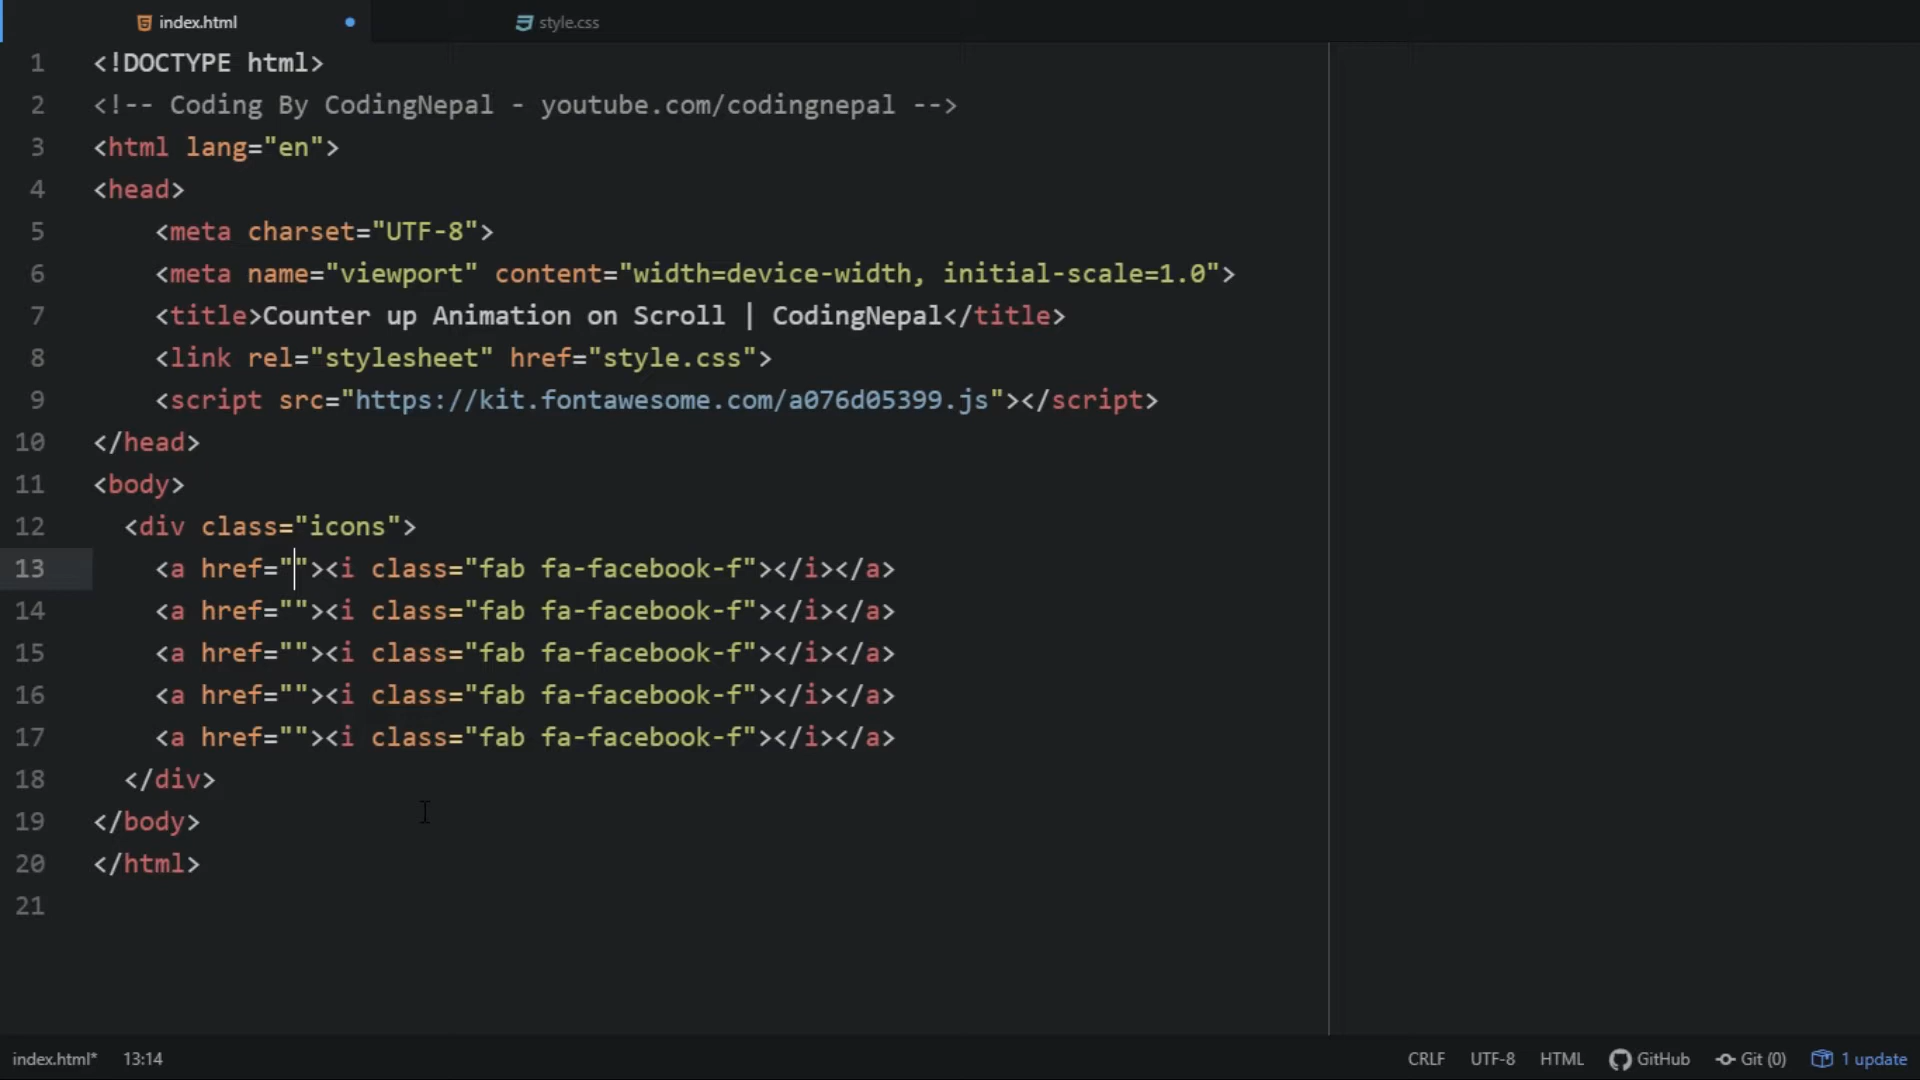 index.html
style.css
1 <!DOCTYPE html>
2 <!-- Coding By CodingNepal - youtube.com/codingnepal -->
3 <html lang="en">
4 <head>
5 <meta charset="UTF-8">
6 <meta name="viewport" content="width=device-width, initial-scale=1.0">
7 <title>Counter up Animation on Scroll | CodingNepal</title>
8 <link rel="stylesheet" href="style.css">
9 <script src="https://kit.fontawesome.com/a076d05399.js"></script>
10 </head>
11 <body>
12 <div class="icons">
13 <a href=""><i class="fab fa-facebook-f"></i></a>
14 <a href=""><i class="fab fa-facebook-f"></i></a>
15 <a href=""><i class="fab fa-facebook-f"></i></a>
16 <a href=""><i class="fab fa-facebook-f"></i></a>
17 <a href=""><i class="fab fa-facebook-f"></i></a>
18 </div>
19 </body>
20 </html>
21
index.html* 13:14 CRLF UTF-8 HTML GitHub Git (0) 1 update